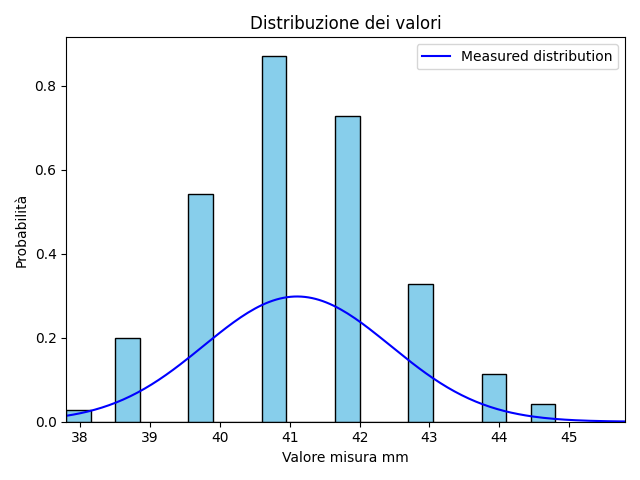 Distribuzione dei valori
Measured distribution
Probabilità
0.8
0.6
0.4
0.2
0.0
38 39 40 41 42 43 44 45
Valore misura mm